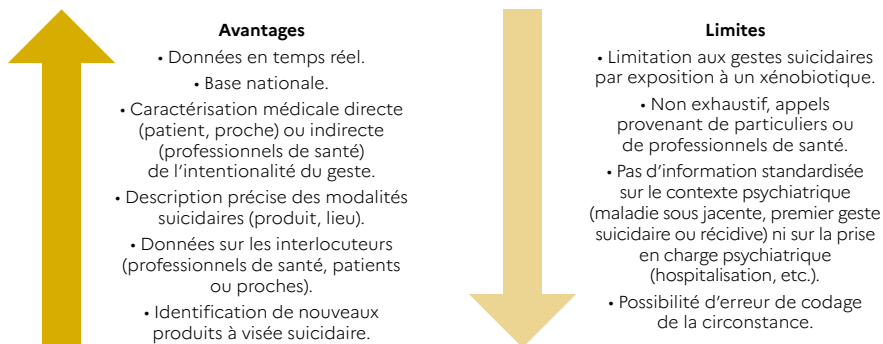 Avantages
• Données en temps réel.
• Base nationale.
• Caractérisation médicale directe
(patient, proche) ou indirecte
(professionnels de santé)
de l’intentionalité du geste.
• Description précise des modalités
suicidaires (produit, lieu).
• Données sur les interlocuteurs
(professionnels de santé, patients
ou proches).
• Identification de nouveaux
produits à visée suicidaire.
Limites
• Limitation aux gestes suicidaires
par exposition à un xénobiotique.
• Non exhaustif, appels
provenant de particuliers ou
de professionnels de santé.
• Pas d’information standardisée
sur le contexte psychiatrique
(maladie sous jacente, premier geste
suicidaire ou récidive) ni sur la prise
en charge psychiatrique
(hospitalisation, etc.).
• Possibilité d’erreur de codage
de la circonstance.